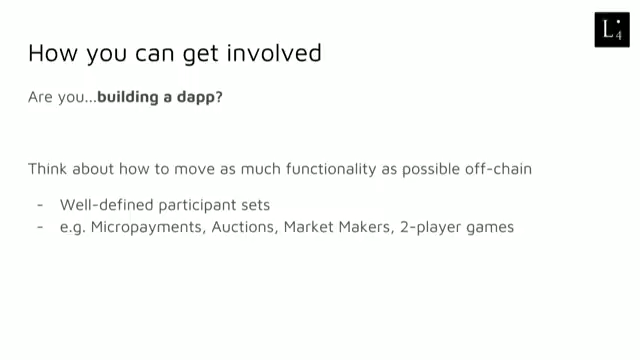 L4
How you can get involved
Are you...building a dapp?
Think about how to move as much functionality as possible off-chain
- Well-defined participant sets
- e.g. Micropayments, Auctions, Market Makers, 2-player games